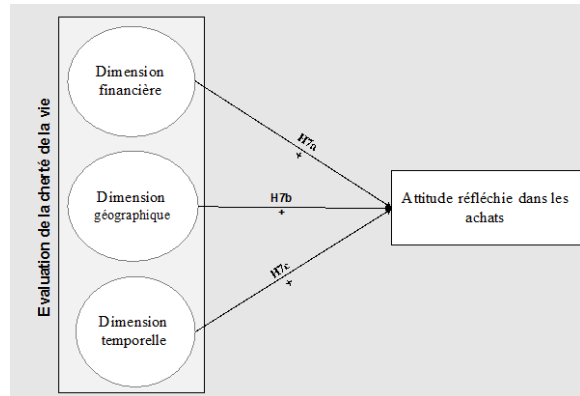 Evaluation de la cherté de la vie
Dimension
financière
Dimension
géographique
Dimension
temporelle
H7a
+
H7b
+
H7c
+
Attitude réfléchie dans les
achats